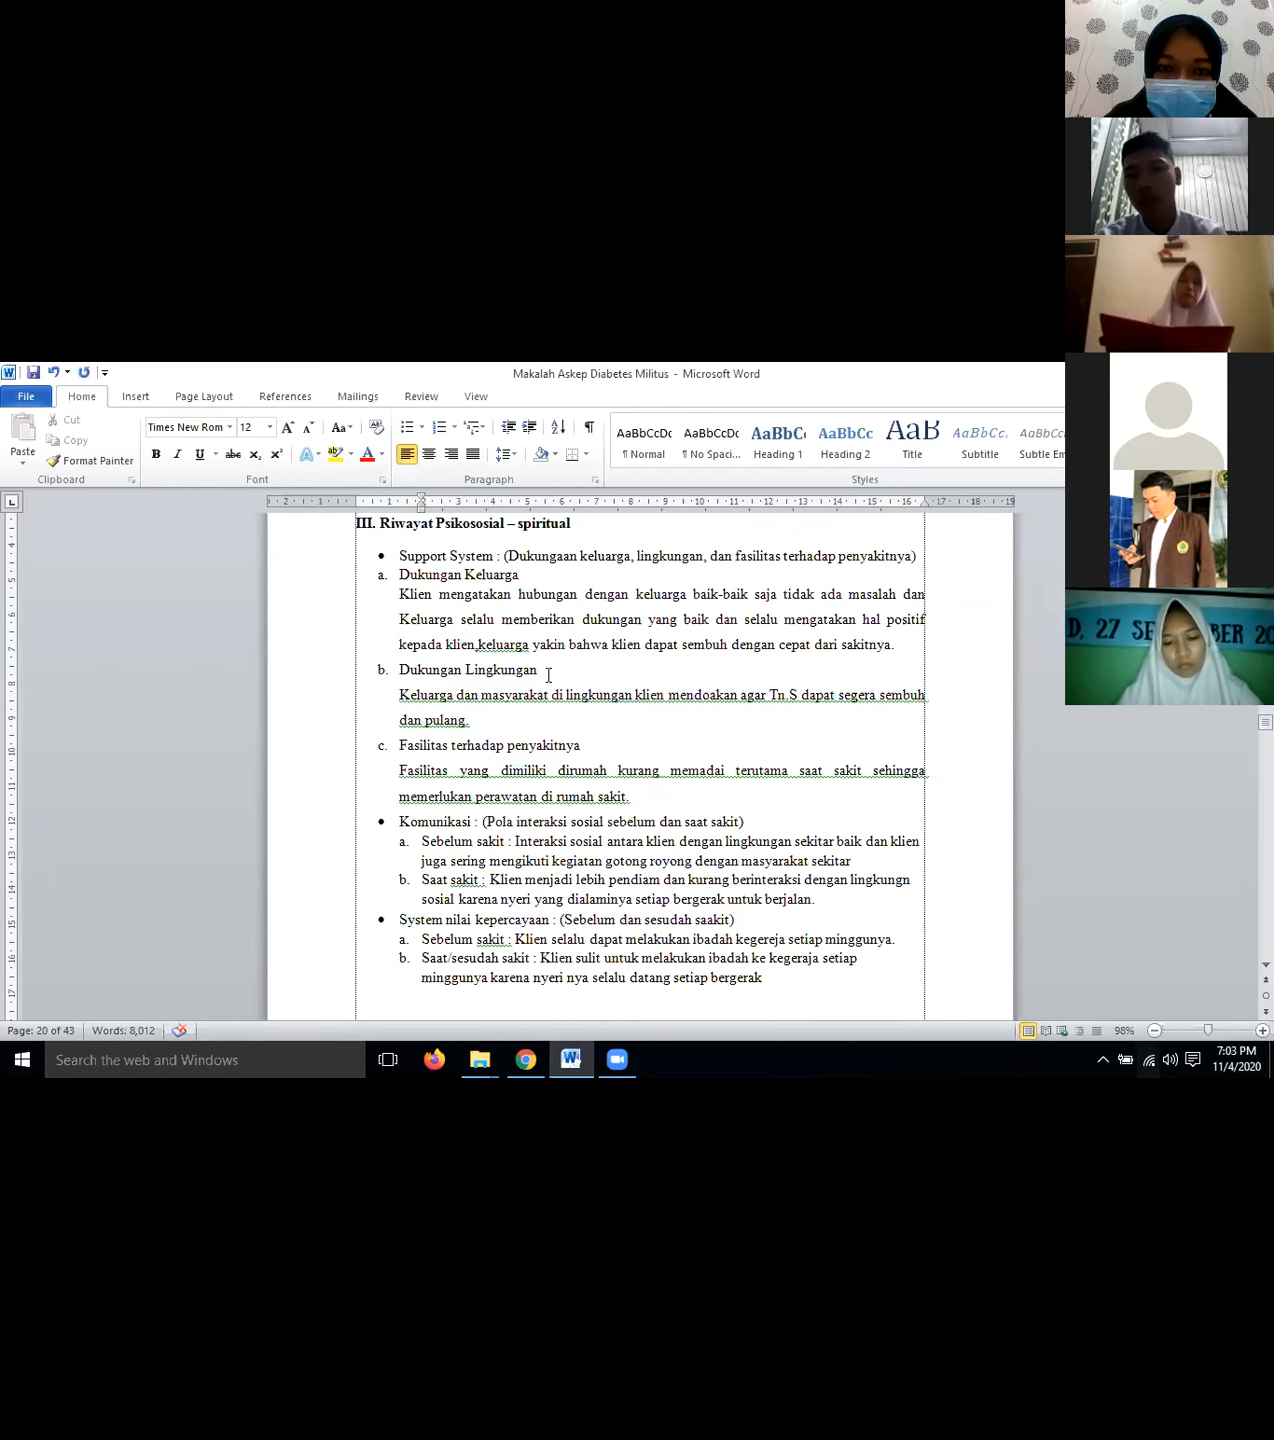 Makalah Askep Diabetes Militus - Microsoft Word
File Home Insert Page Layout References Mailings Review View
Cut
Copy
Format Painter
Paste
Times New Rom 12
AaBbCcDc AaBbCcDc AaBbC AaBbCc AaB AaBbCc. AaBbCcD
¶ Normal ¶ No Spaci... Heading 1 Heading 2 Title Subtitle Subtle Em
Clipboard Font Paragraph Styles
III. Riwayat Psikososial – spiritual
• Support System : (Dukungaan keluarga, lingkungan, dan fasilitas terhadap penyakitnya)
a. Dukungan Keluarga
Klien mengatakan hubungan dengan keluarga baik-baik saja tidak ada masalah dan
Keluarga selalu memberikan dukungan yang baik dan selalu mengatakan hal positif
kepada klien,keluarga yakin bahwa klien dapat sembuh dengan cepat dari sakitnya.
b. Dukungan Lingkungan
Keluarga dan masyarakat di lingkungan klien mendoakan agar Tn.S dapat segera sembuh
dan pulang.
c. Fasilitas terhadap penyakitnya
Fasilitas yang dimiliki dirumah kurang memadai terutama saat sakit sehingga
memerlukan perawatan di rumah sakit.
• Komunikasi : (Pola interaksi sosial sebelum dan saat sakit)
a. Sebelum sakit : Interaksi sosial antara klien dengan lingkungan sekitar baik dan klien
juga sering mengikuti kegiatan gotong royong dengan masyarakat sekitar
b. Saat sakit : Klien menjadi lebih pendiam dan kurang berinteraksi dengan lingkungn
sosial karena nyeri yang dialaminya setiap bergerak untuk berjalan.
• System nilai kepercayaan : (Sebelum dan sesudah saakit)
a. Sebelum sakit : Klien selalu dapat melakukan ibadah kegereja setiap minggunya.
b. Saat/sesudah sakit : Klien sulit untuk melakukan ibadah ke kegeraja setiap
minggunya karena nyeri nya selalu datang setiap bergerak
Page: 20 of 43 Words: 8,012 98%
Search the web and Windows
7:03 PM
11/4/2020
D, 27 SE BER 20